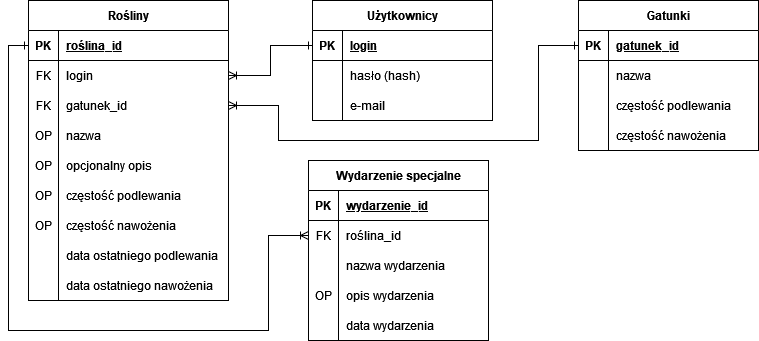 Rośliny
PK roślina_id
FK login
FK gatunek_id
OP nazwa
OP opcjonalny opis
OP częstość podlewania
OP częstość nawożenia
data ostatniego podlewania
data ostatniego nawożenia
Użytkownicy
PK login
hasło (hash)
e-mail
Gatunki
PK gatunek_id
nazwa
częstość podlewania
częstość nawożenia
Wydarzenie specjalne
PK wydarzenie_id
FK roślina_id
nazwa wydarzenia
OP opis wydarzenia
data wydarzenia